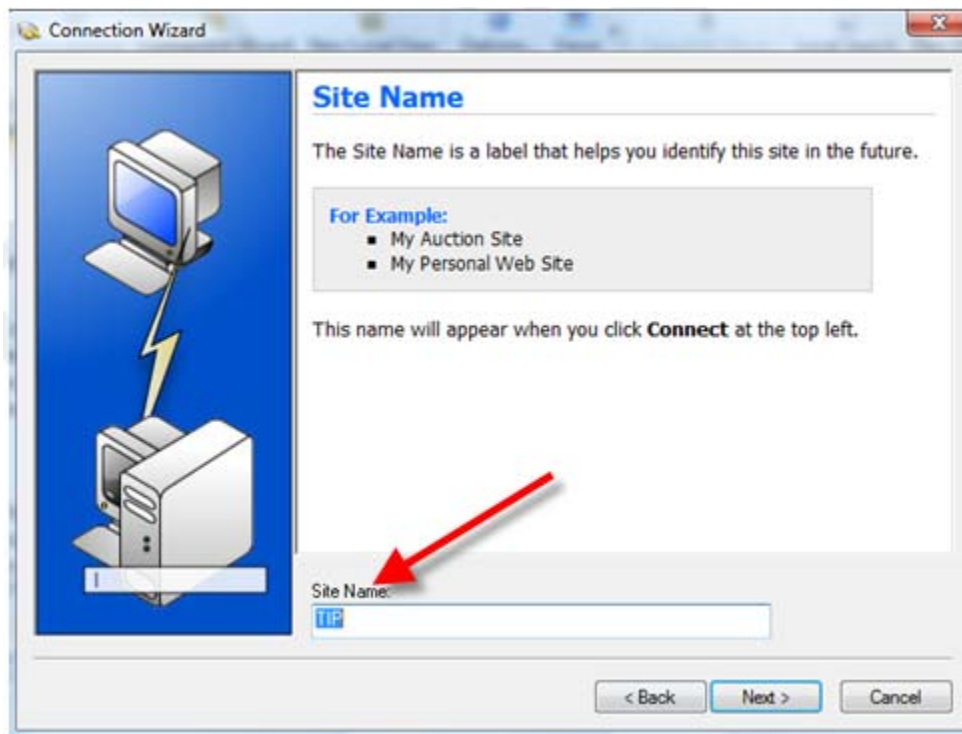 Connection Wizard
Site Name
The Site Name is a label that helps you identify this site in the future.
For Example:
My Auction Site
My Personal Web Site
This name will appear when you click Connect at the top left.
Site Name:
TIP
< Back
Next >
Cancel